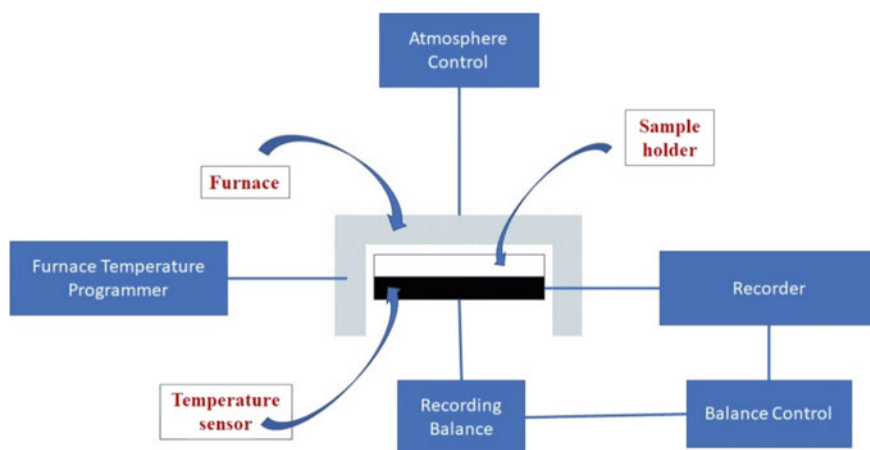 Atmosphere
Control
Sample
holder
Furnace
Furnace Temperature
Programmer
Recorder
Temperature
sensor
Recording
Balance
Balance Control